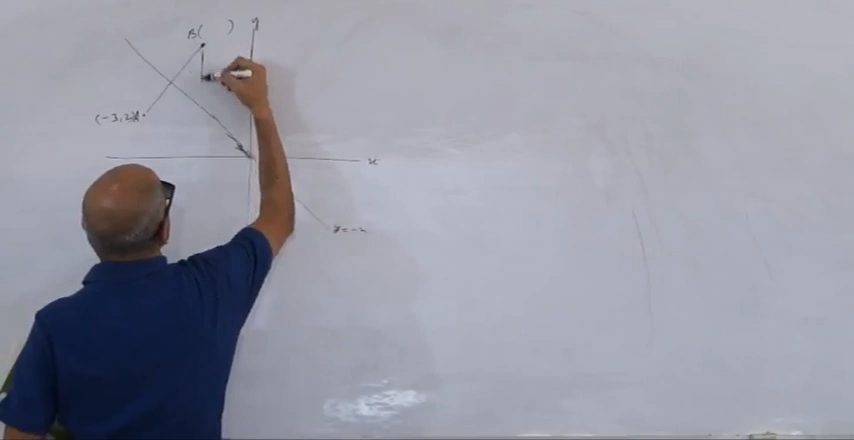 B(    )
y
(-3,2)A
x
y=-x